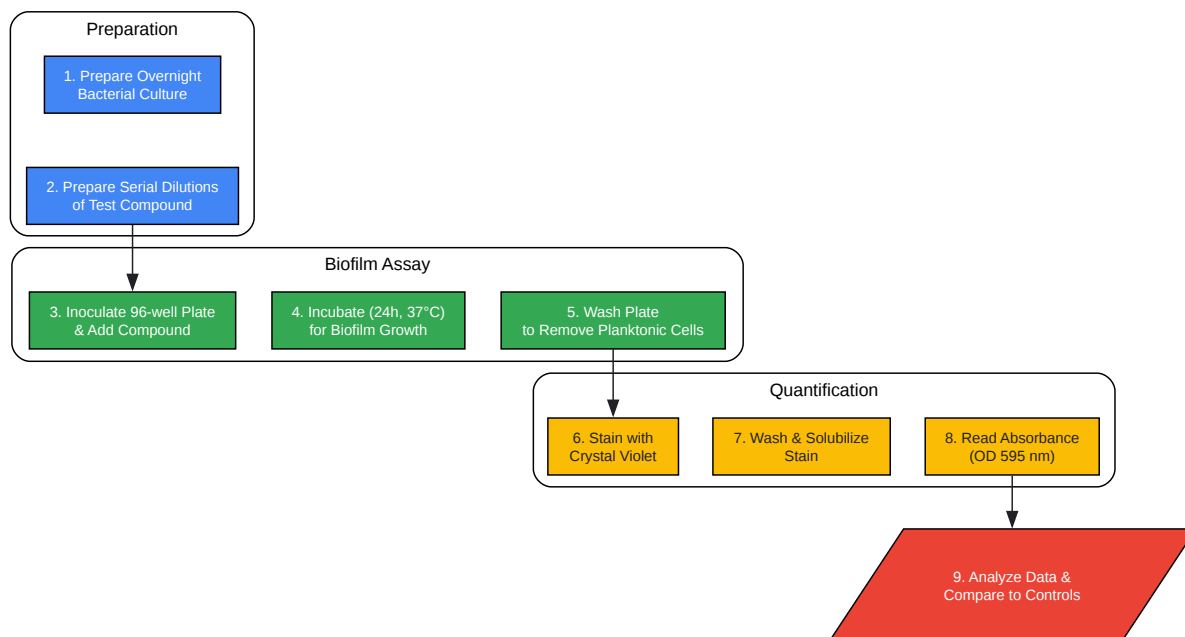 Preparation
1. Prepare Overnight
Bacterial Culture
2. Prepare Serial Dilutions
of Test Compound
Biofilm Assay
3. Inoculate 96-well Plate
& Add Compound
4. Incubate (24h, 37°C)
for Biofilm Growth
5. Wash Plate
to Remove Planktonic Cells
Quantification
6. Stain with
Crystal Violet
7. Wash & Solubilize
Stain
8. Read Absorbance
(OD 595 nm)
9. Analyze Data &
Compare to Controls